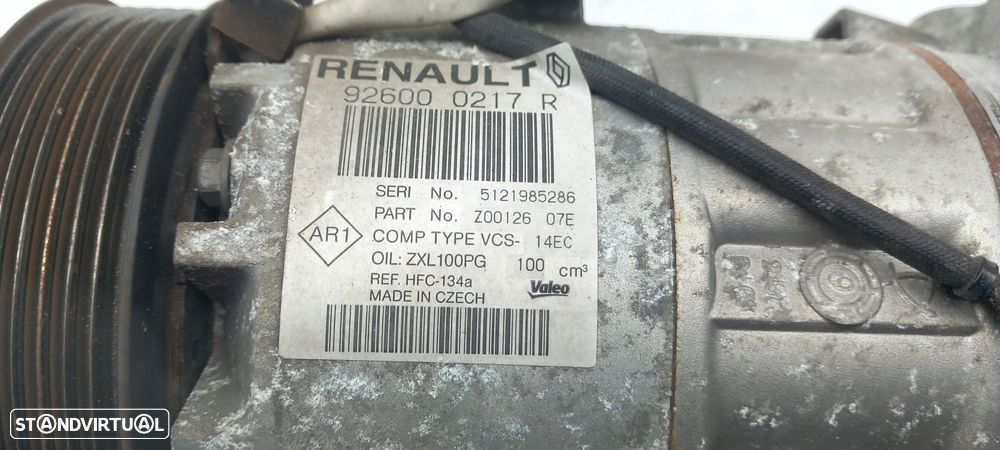 RENAULT
92600 0217 R
SERI No. 5121985286
PART No. Z00126 07E
AR1
COMP TYPE VCS- 14EC
OIL: ZXL100PG 100 cm³
REF. HFC-134a
MADE IN CZECH
Valeo
STANDVIRTUAL